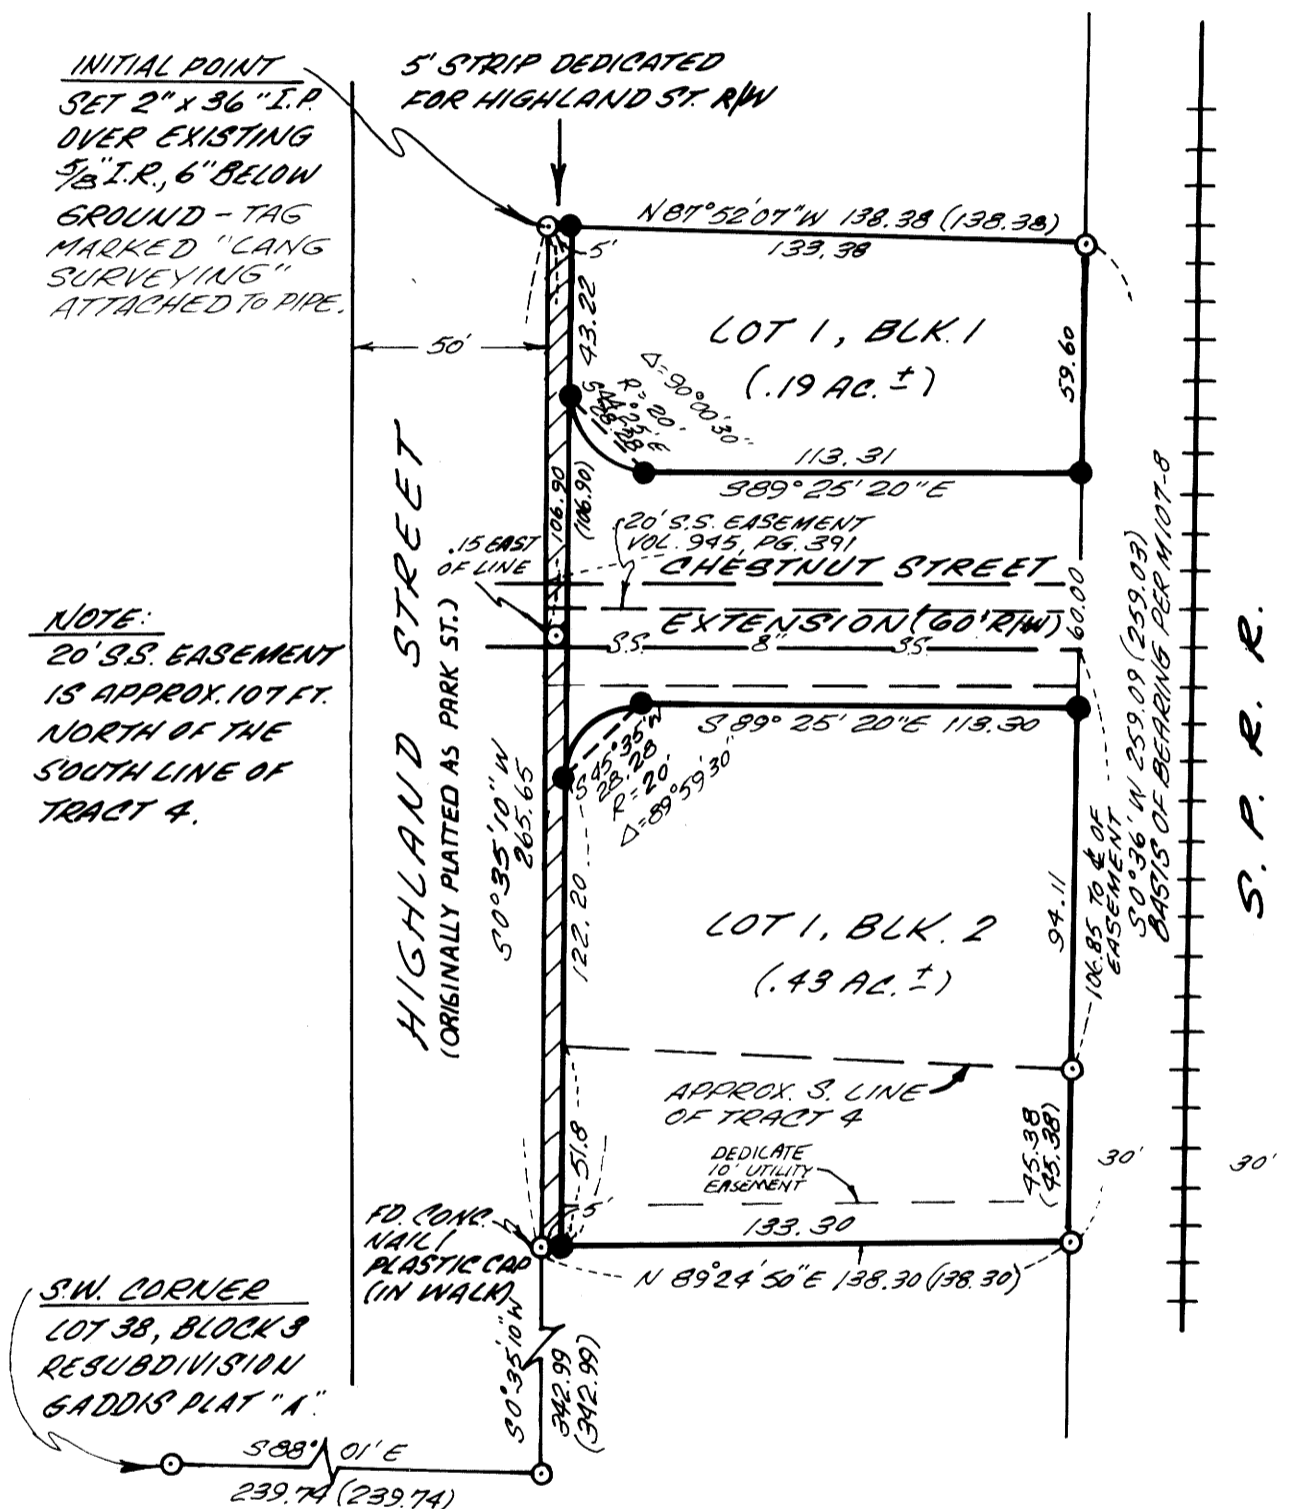 INITIAL POINT
SET 2" x 36" I.P.
OVER EXISTING
5/8" I.R., 6" BELOW
GROUND - TAG
MARKED "LANG
SURVEYING"
ATTACHED TO PIPE.
5' STRIP DEDICATED
FOR HIGHLAND ST. R/W
N87°52'07"W 138.38 (138.38)
133.38
5'
50'
43.22
LOT 1, BLK. 1
(.19 AC. ±)
59.60
Δ=90°00'30"
R=20'
S44°25'E
28.28
113.31
S89°25'20"E
106.90
(106.90)
.15 EAST
OF LINE
20' S.S. EASEMENT
VOL. 945, PG. 391
CHESTNUT STREET
EXTENSION (60' R/W)
60.00
S.S. 8" S.S.
HIGHLAND STREET
(ORIGINALLY PLATTED AS PARK ST.)
NOTE:
20' S.S. EASEMENT
IS APPROX. 107 FT.
NORTH OF THE
SOUTH LINE OF
TRACT 4.
S 89° 25' 20"E 113.30
S45°35'W
28.28
R=20'
Δ=89°59'30"
S0°35'10"W
265.65
122.20
LOT 1, BLK. 2
(.43 AC. ±)
94.11
106.85 TO ℄ OF
EASEMENT
S0°36'W 259.09 (259.03)
BASIS OF BEARING PER M107-8
S. P. R. R.
APPROX. S. LINE
OF TRACT 4
51.8
DEDICATE
10' UTILITY
EASEMENT
45.38
(45.38)
30'
30'
5'
133.30
N 89°24'50"E 138.30 (138.30)
FD. CONC.
NAIL /
PLASTIC CAP
(IN WALK)
S.W. CORNER
LOT 38, BLOCK 3
RESUBDIVISION
GADDIS PLAT "A"
S0°35'10"W
342.99
(342.99)
S88° 01'E
239.74 (239.74)